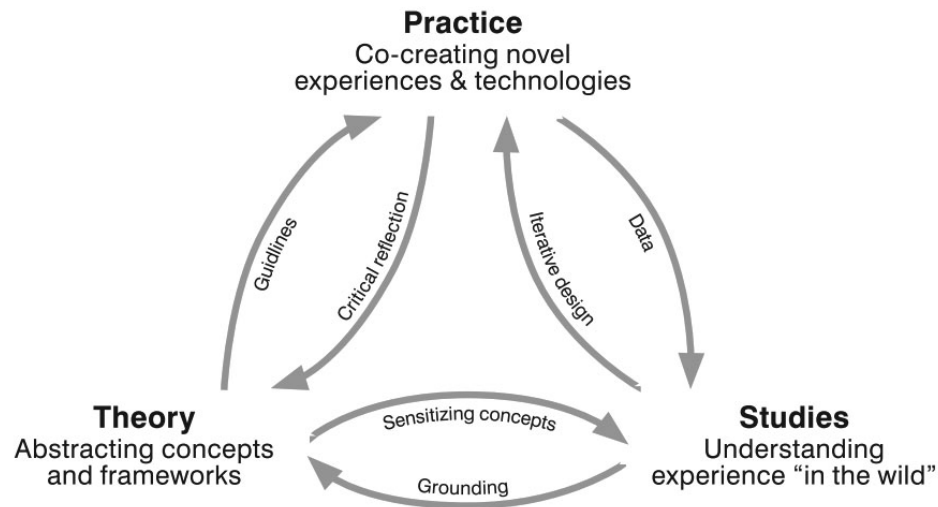 Practice
Co-creating novel
experiences & technologies
Guidlines
Critical reflection
Iterative design
Data
Theory
Abstracting concepts
and frameworks
Sensitizing concepts
Grounding
Studies
Understanding
experience “in the wild”